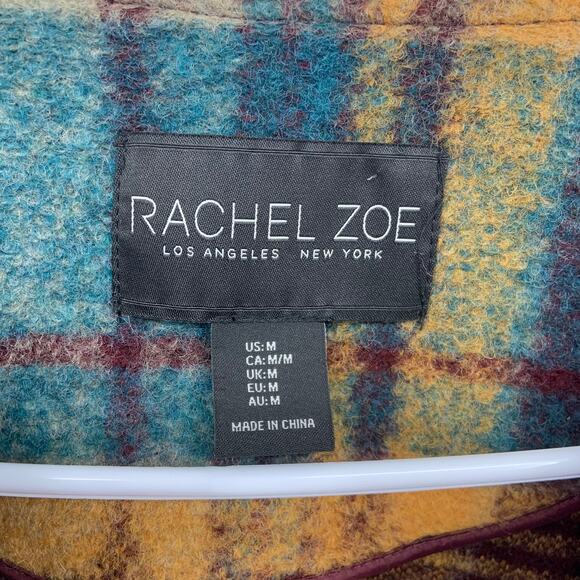 RACHEL ZOE
LOS ANGELES NEW YORK
US: M
CA: M/M
UK: M
EU: M
AU: M
MADE IN CHINA